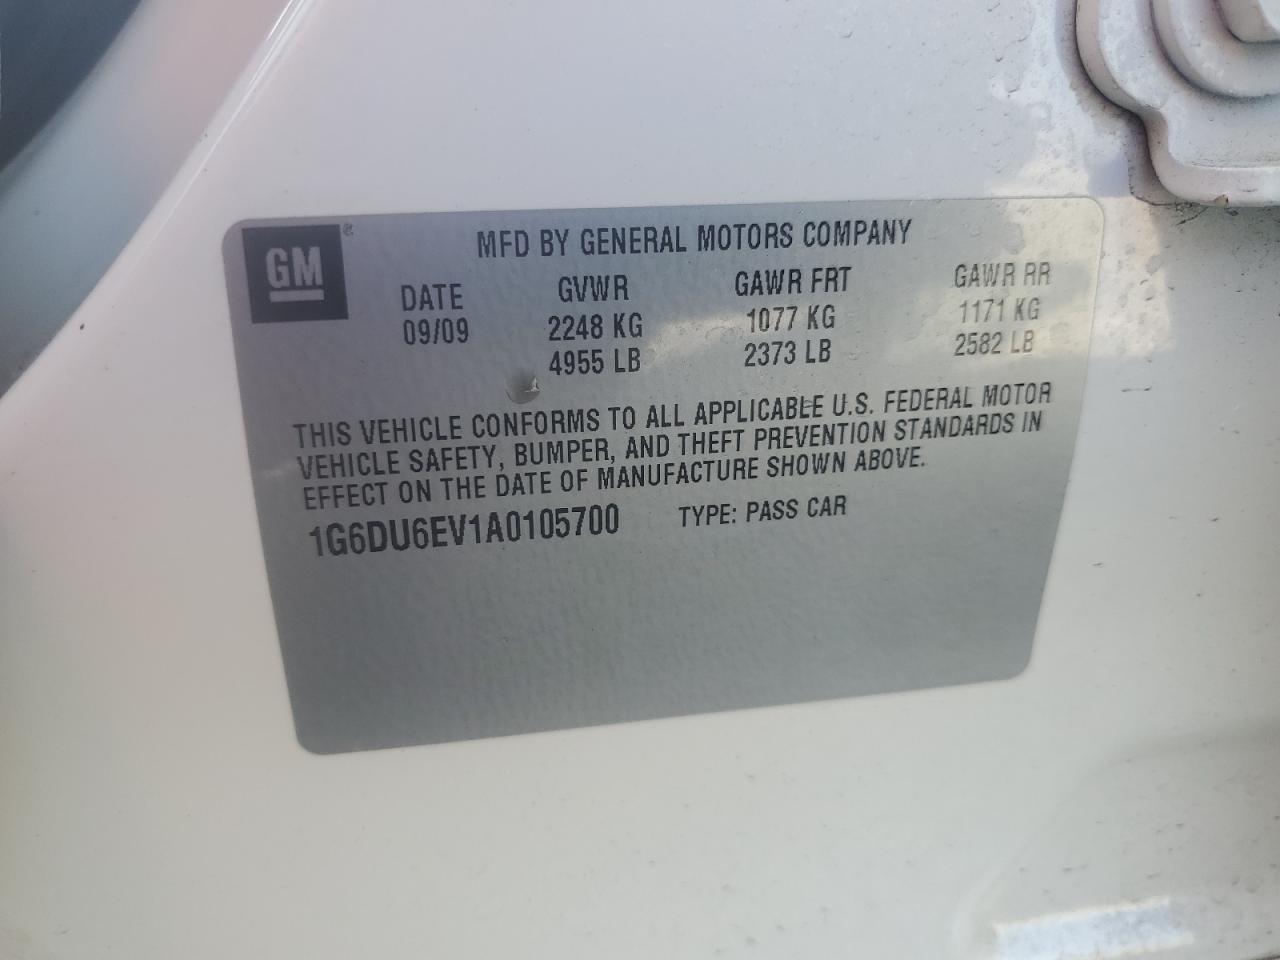 GM®
MFD BY GENERAL MOTORS COMPANY
DATE GVWR GAWR FRT GAWR RR
09/09 2248 KG 1077 KG 1171 KG
4955 LB 2373 LB 2582 LB
THIS VEHICLE CONFORMS TO ALL APPLICABLE U.S. FEDERAL MOTOR
VEHICLE SAFETY, BUMPER, AND THEFT PREVENTION STANDARDS IN
EFFECT ON THE DATE OF MANUFACTURE SHOWN ABOVE.
1G6DU6EV1A0105700 TYPE: PASS CAR